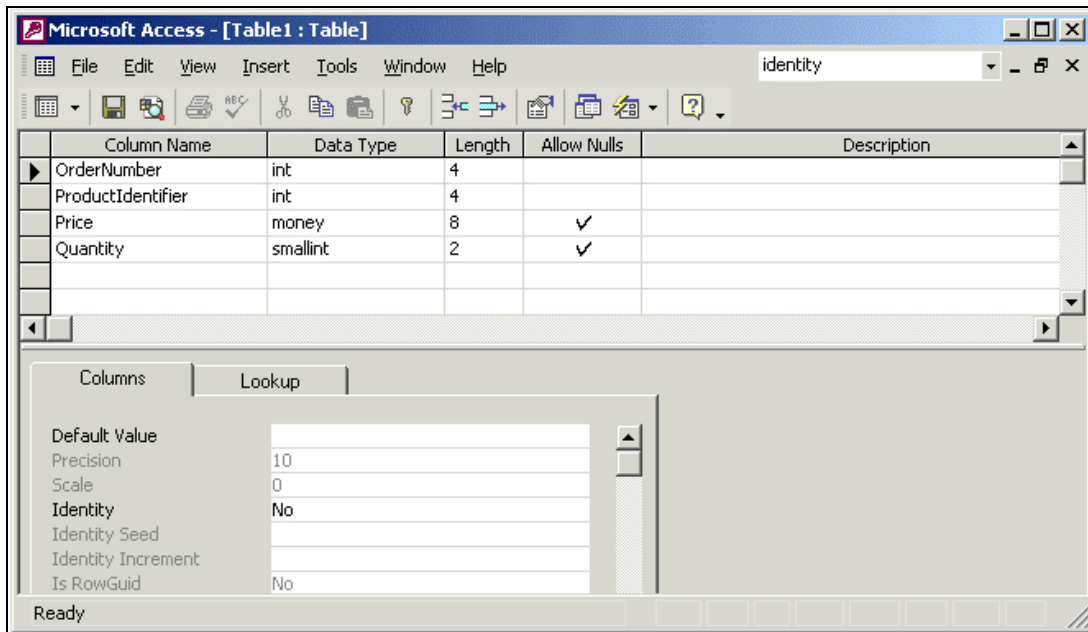 Microsoft Access - [Table1 : Table]
File Edit View Insert Tools Window Help identity
ABC
Column Name Data Type Length Allow Nulls Description
OrderNumber int 4
ProductIdentifier int 4
Price money 8
Quantity smallint 2
Columns Lookup
Default Value
Precision 10
Scale 0
Identity No
Identity Seed
Identity Increment
Is RowGuid No
Ready